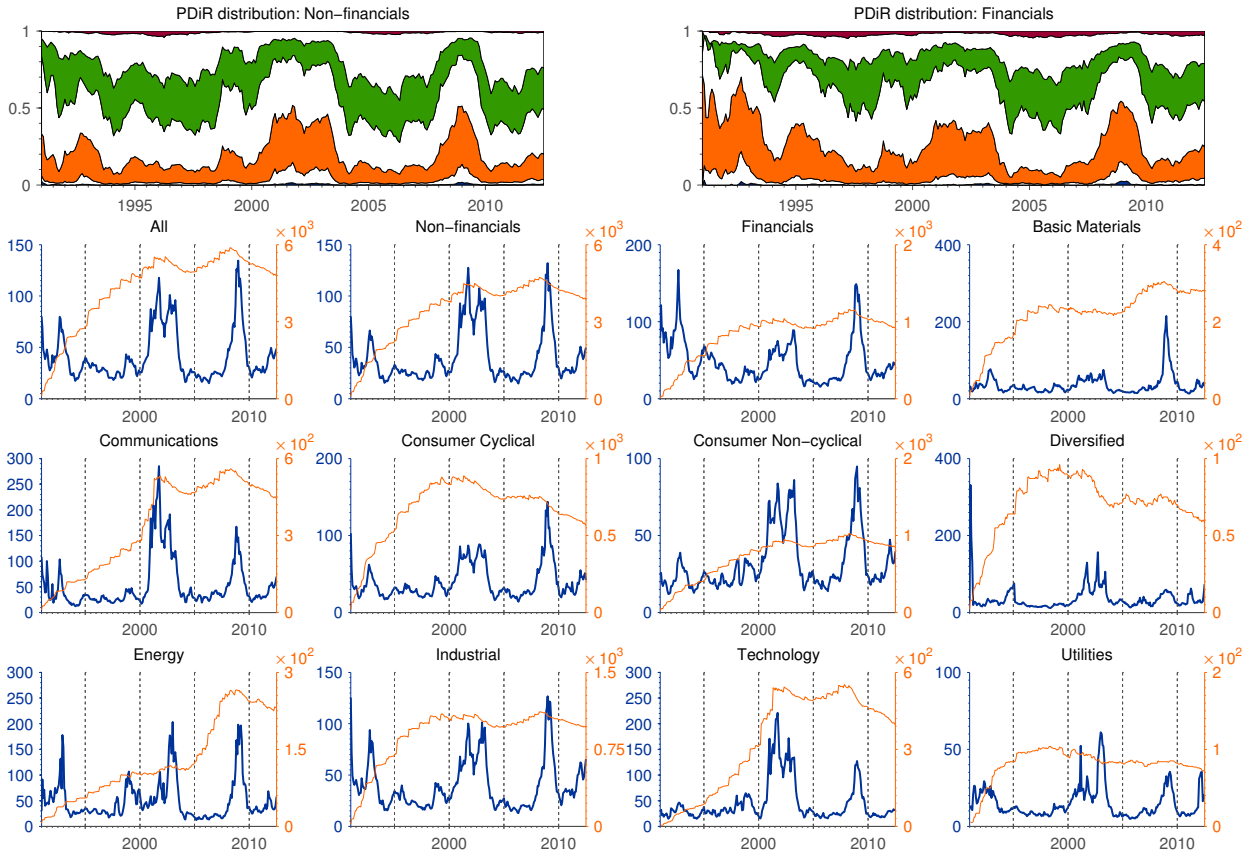 PDiR distribution: Non−financials PDiR distribution: Financials
1 1
0.5 0.5
0 0
1995 2000 2005 2010 1995 2000 2005 2010
All Non−financials Financials Basic Materials
× 10³ × 10³ × 10³ × 10²
150 6 150 6 200 2 400 4
100 100 300
3 3 100 1 200 2
50 50 100
0 0 0 0 0 0 0 0
2000 2010 2000 2010 2000 2010 2000 2010
Communications Consumer Cyclical Consumer Non−cyclical Diversified
× 10² × 10³ × 10³ × 10²
300 6 200 1 100 2 400 1
250
200
150 3 100 0.5 50 1 200 0.5
100
50
0 0 0 0 0 0 0 0
2000 2010 2000 2010 2000 2010 2000 2010
Energy Industrial Technology Utilities
× 10² × 10³ × 10² × 10²
300 3 150 1.5 300 6 100 2
250 250
200 100 200
150 1.5 0.75 150 3 50 1
100 50 100
50 50
0 0 0 0 0 0 0 0
2000 2010 2000 2010 2000 2010 2000 2010